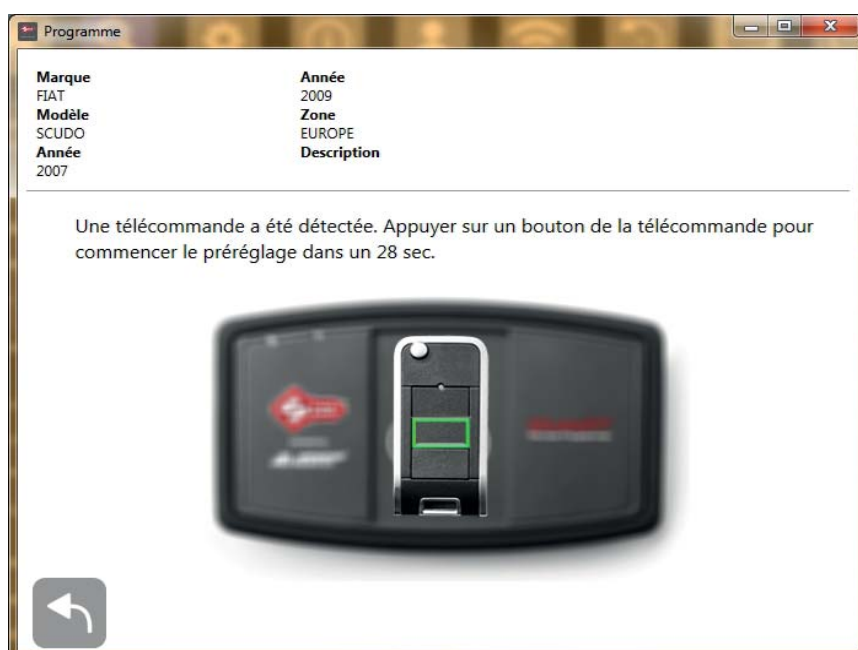 Programme
Marque
FIAT
Modèle
SCUDO
Année
2007
Année
2009
Zone
EUROPE
Description
Une télécommande a été détectée. Appuyer sur un bouton de la télécommande pour
commencer le préréglage dans un 28 sec.